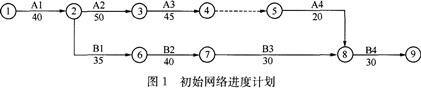 A1 A2 A3 A4
① ② ③ ④ ⑤
40 50 45 20
B1 B2 B3 B4
⑥ ⑦ ⑧ ⑨
35 40 30 30
图1 初始网络进度计划